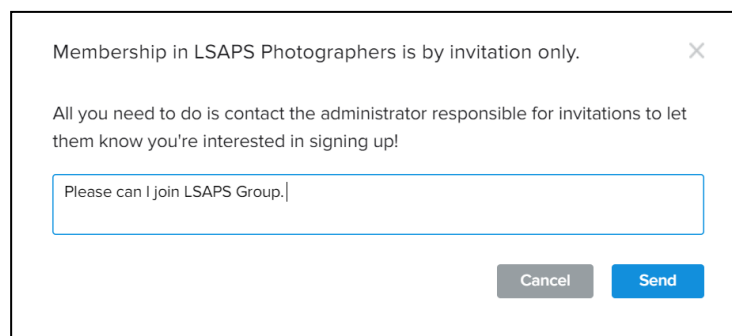 Membership in LSAPS Photographers is by invitation only.
All you need to do is contact the administrator responsible for invitations to let
them know you're interested in signing up!
Please can I join LSAPS Group.
Cancel
Send